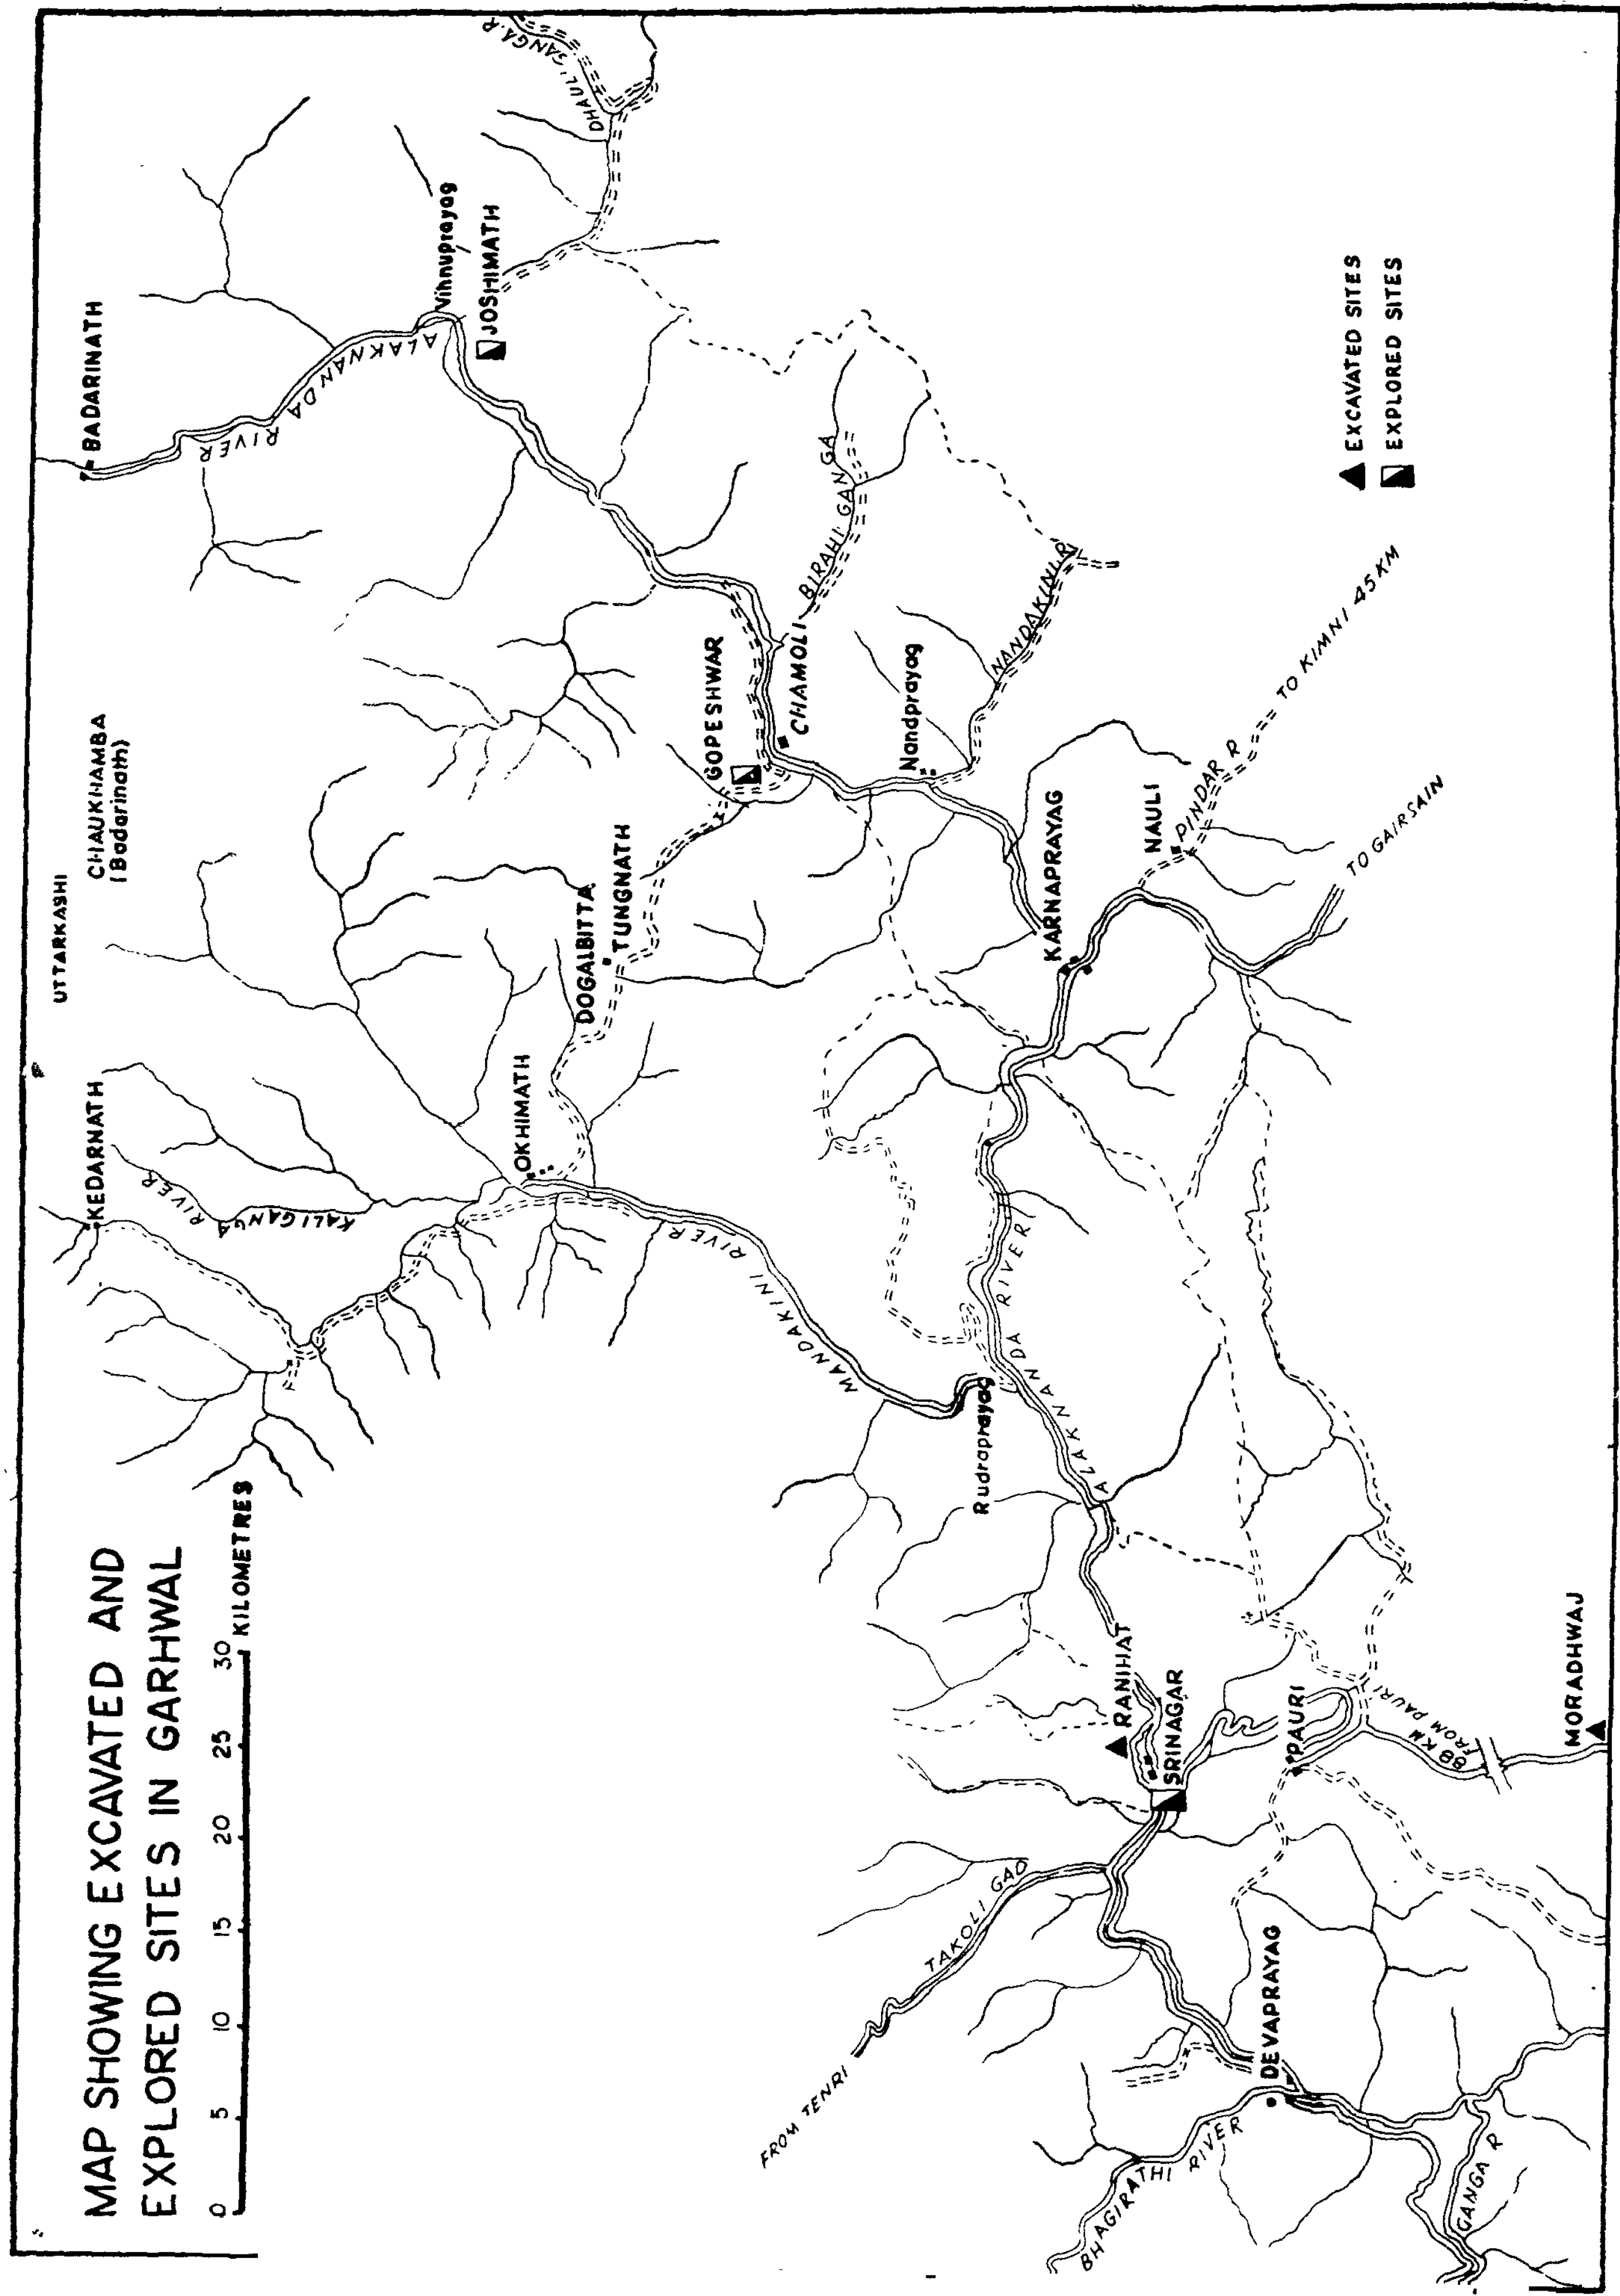 MAP SHOWING EXCAVATED AND
EXPLORED SITES IN GARHWAL
0 5 10 15 20 25 30 KILOMETRES
KEDARNATH
UTTARKASHI
CHAUKHAMBA
(Badarinath)
BADARINATH
KALIGANGA RIVER
ALAKNANDA RIVER
Vihnuprayag
JOSHIMATH
DHAULI GANGA.R
OKHIMATH
DOGALBITTA
TUNGNATH
GOPESHWAR
CHAMOLI
BIRAHI GANGA
MANDAKINI RIVER
RIVER
Nandprayag
NANDAKINI.R
Rudraprayag
ALAKNANDA RIVER
KARNAPRAYAG
NAULI
PINDAR R
TO KIMNI 45 KM
TO GAIRSAIN
FROM TENRI
TAKOLI GAD
RANIHAT
SRINAGAR
PAURI
88 KM
FROM PAURI
MORADHWAJ
BHAGIRATHI RIVER
DEVAPRAYAG
GANGA R
EXCAVATED SITES
EXPLORED SITES